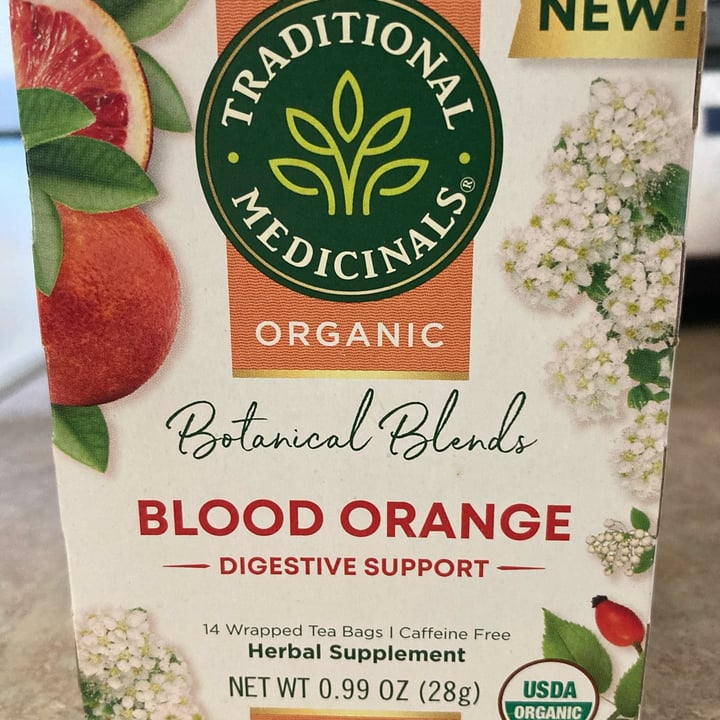 NEW!
TRADITIONAL
MEDICINALS®
ORGANIC
Botanical Blends
BLOOD ORANGE
DIGESTIVE SUPPORT
14 Wrapped Tea Bags | Caffeine Free
Herbal Supplement
NET WT 0.99 OZ (28g)
USDA
ORGANIC